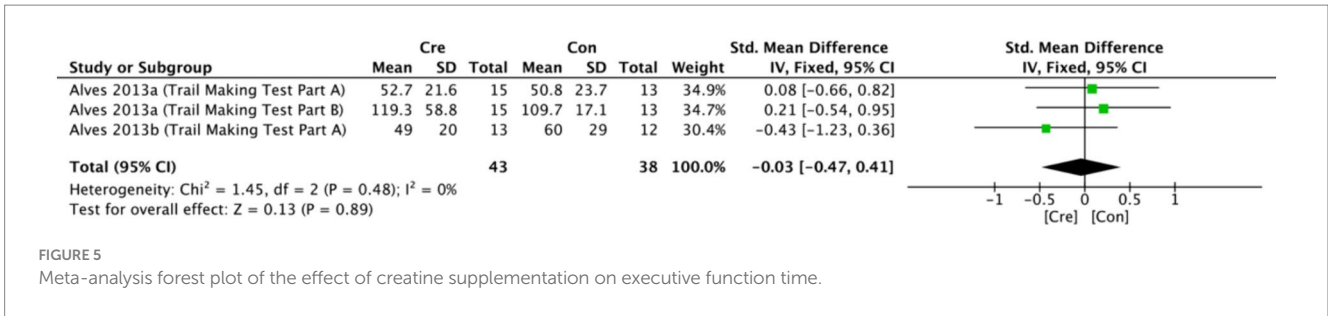 Cre Con Std. Mean Difference Std. Mean Difference
Study or Subgroup Mean SD Total Mean SD Total Weight IV, Fixed, 95% CI IV, Fixed, 95% CI
Alves 2013a (Trail Making Test Part A) 52.7 21.6 15 50.8 23.7 13 34.9% 0.08 [−0.66, 0.82]
Alves 2013a (Trail Making Test Part B) 119.3 58.8 15 109.7 17.1 13 34.7% 0.21 [−0.54, 0.95]
Alves 2013b (Trail Making Test Part A) 49 20 13 60 29 12 30.4% −0.43 [−1.23, 0.36]
Total (95% CI) 43 38 100.0% −0.03 [−0.47, 0.41]
Heterogeneity: Chi² = 1.45, df = 2 (P = 0.48); I² = 0%
Test for overall effect: Z = 0.13 (P = 0.89)
−1 −0.5 0 0.5 1
[Cre] [Con]
FIGURE 5
Meta-analysis forest plot of the effect of creatine supplementation on executive function time.